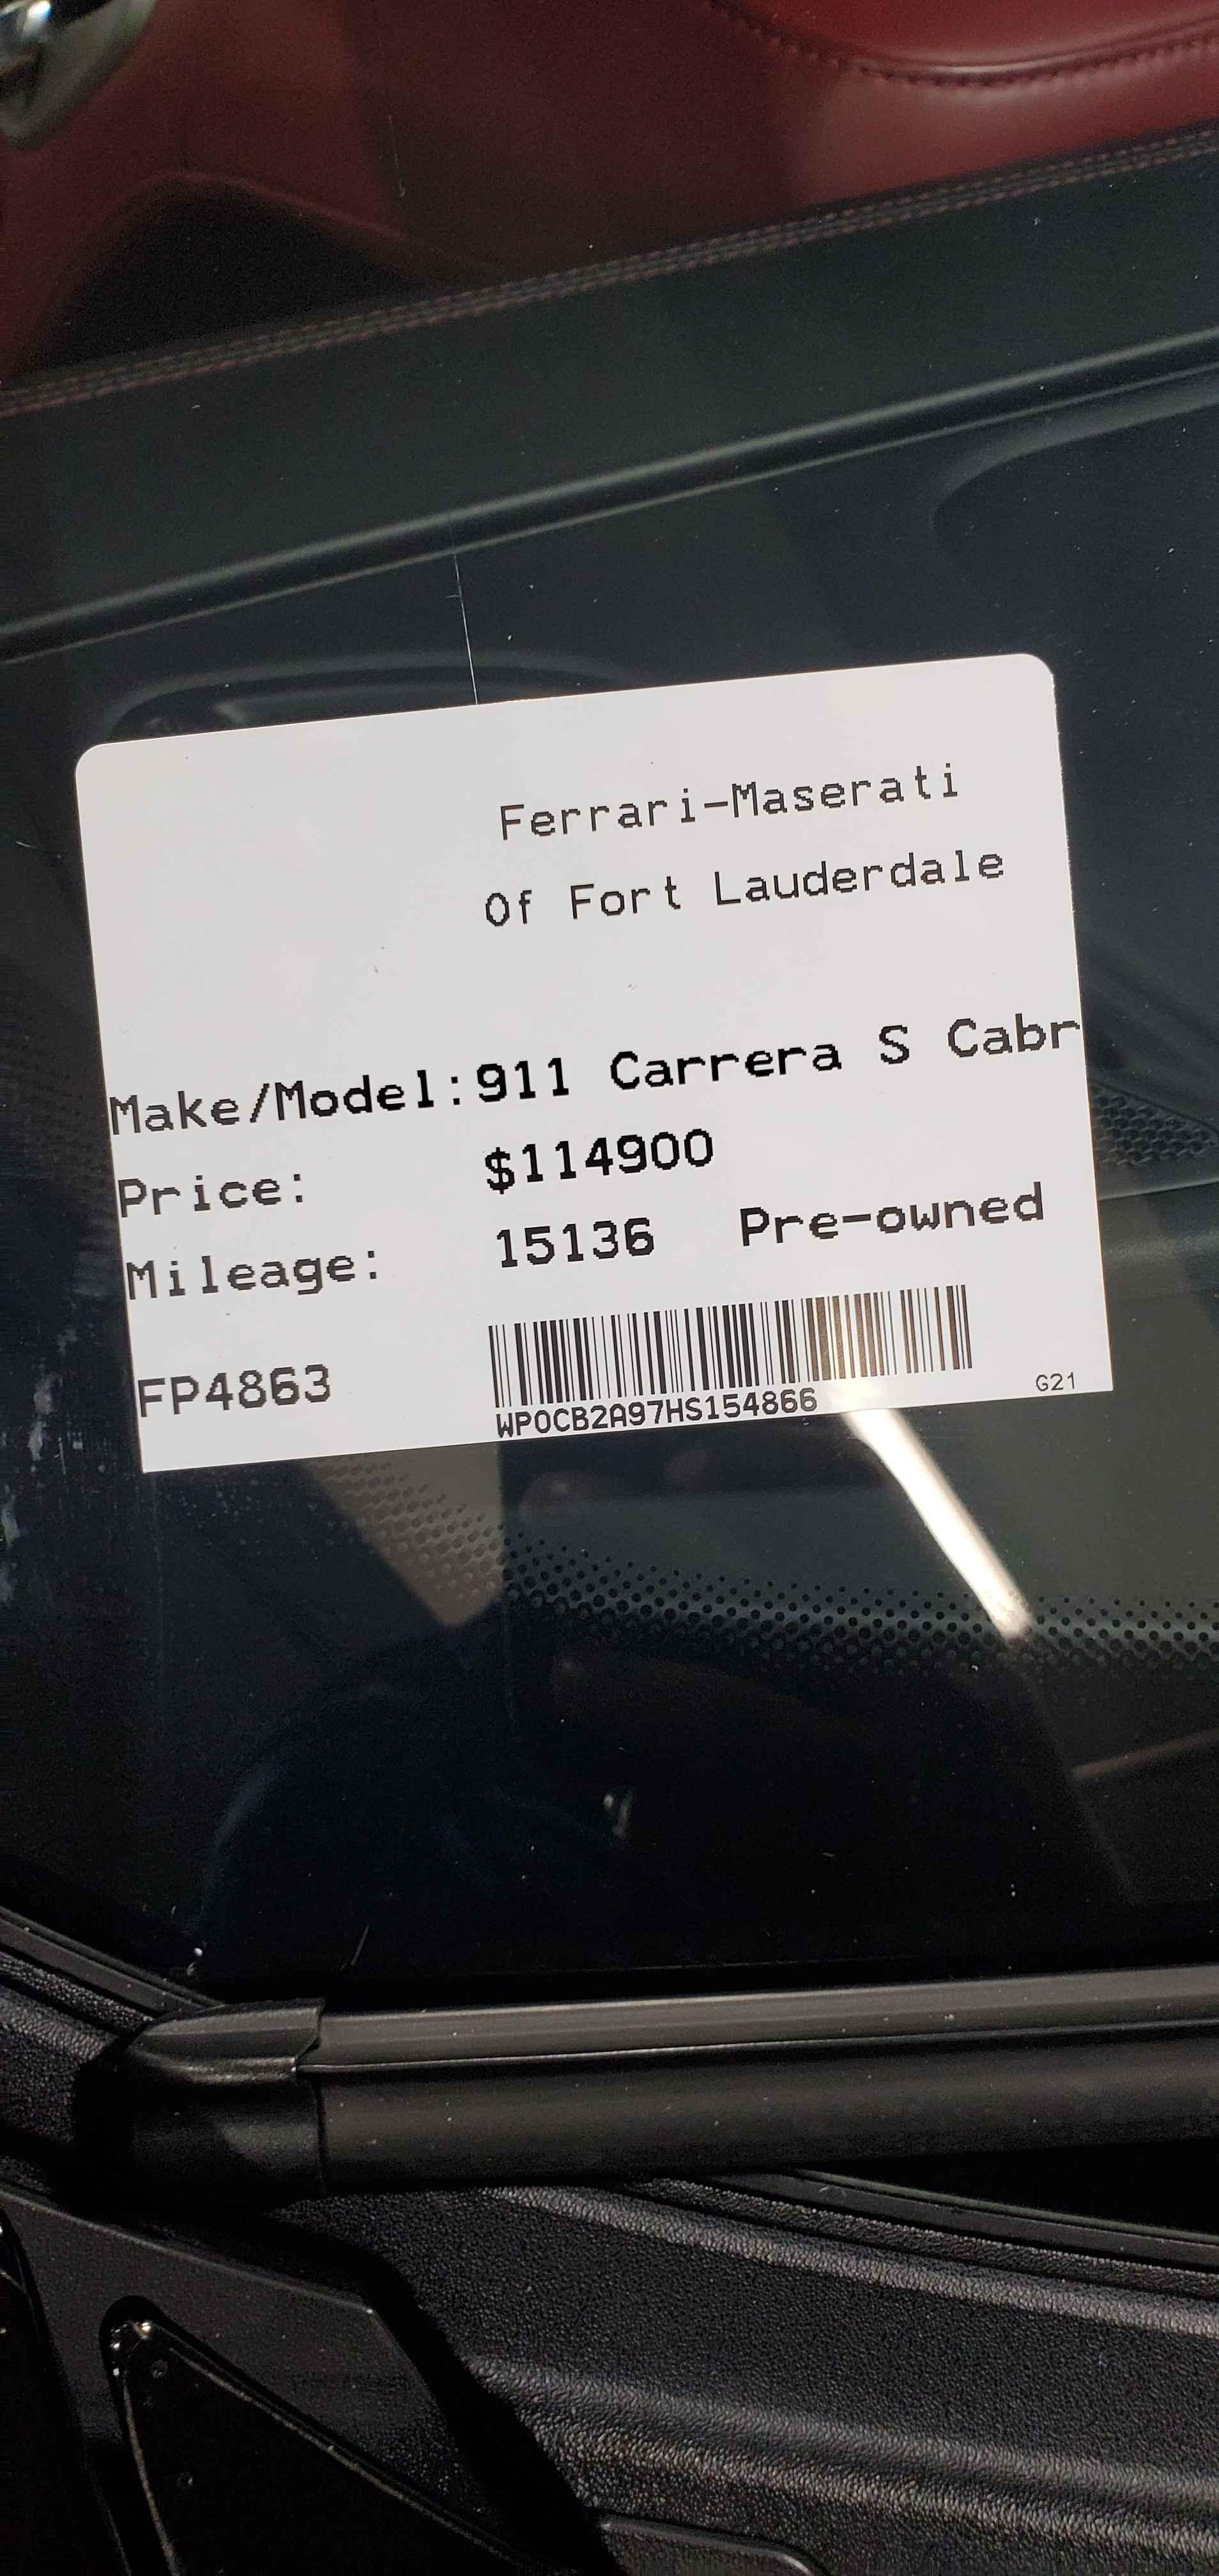 Ferrari-Maserati
Of Fort Lauderdale
Make/Model: 911 Carrera S Cabr
Price: $114900
Mileage: 15136 Pre-owned
FP4863
WP0CB2A97HS154866
G21